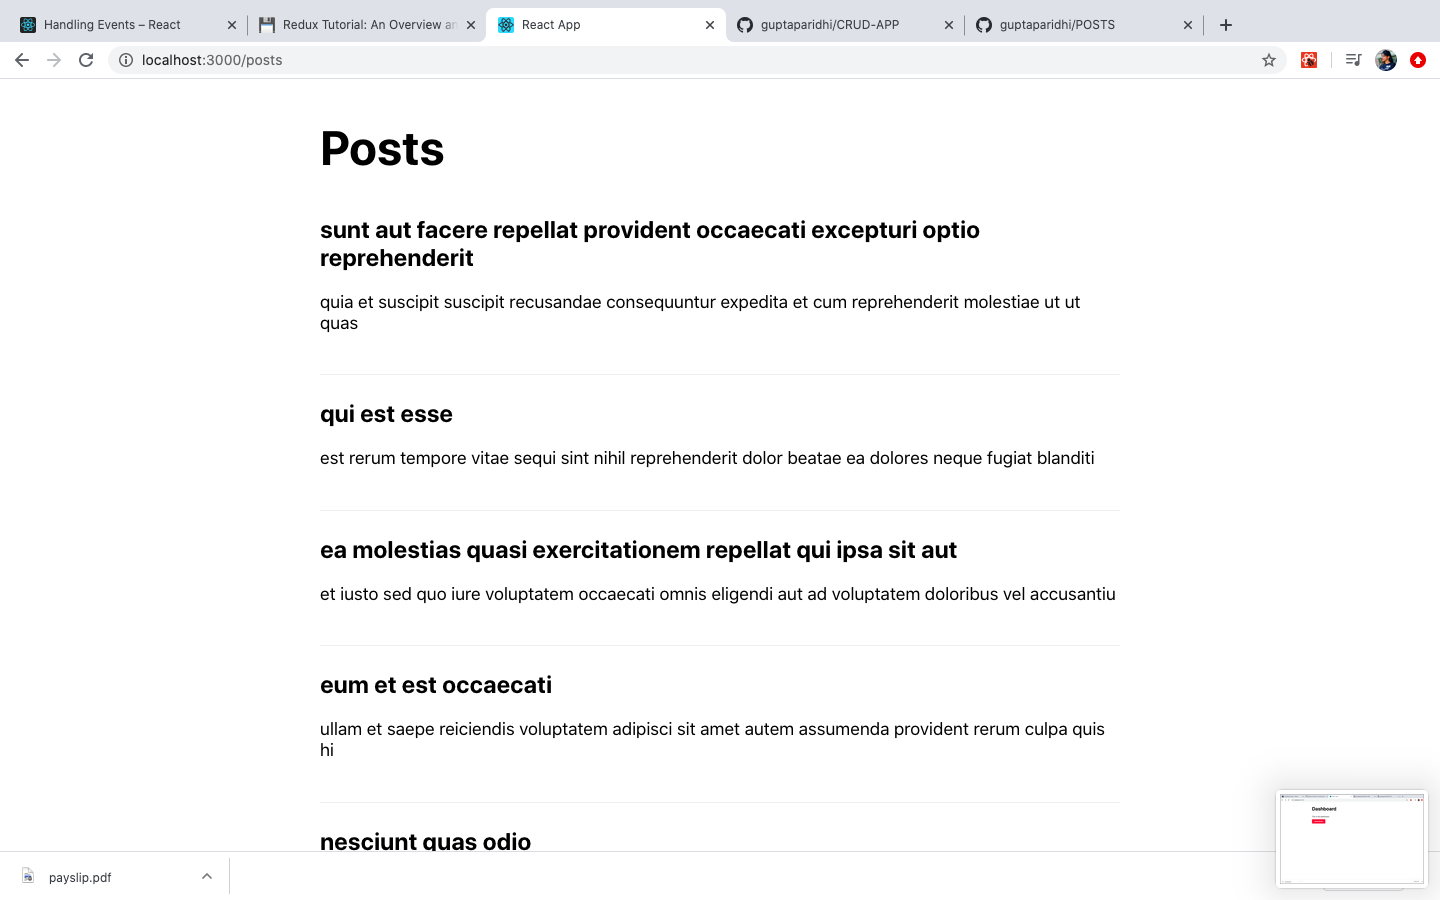 Handling Events – React
Redux Tutorial: An Overview an
React App
guptaparidhi/CRUD-APP
guptaparidhi/POSTS
localhost:3000/posts
Posts
sunt aut facere repellat provident occaecati excepturi optio
reprehenderit
quia et suscipit suscipit recusandae consequuntur expedita et cum reprehenderit molestiae ut ut
quas
qui est esse
est rerum tempore vitae sequi sint nihil reprehenderit dolor beatae ea dolores neque fugiat blanditi
ea molestias quasi exercitationem repellat qui ipsa sit aut
et iusto sed quo iure voluptatem occaecati omnis eligendi aut ad voluptatem doloribus vel accusantiu
eum et est occaecati
ullam et saepe reiciendis voluptatem adipisci sit amet autem assumenda provident rerum culpa quis
hi
nesciunt quas odio
Dashboard
payslip.pdf